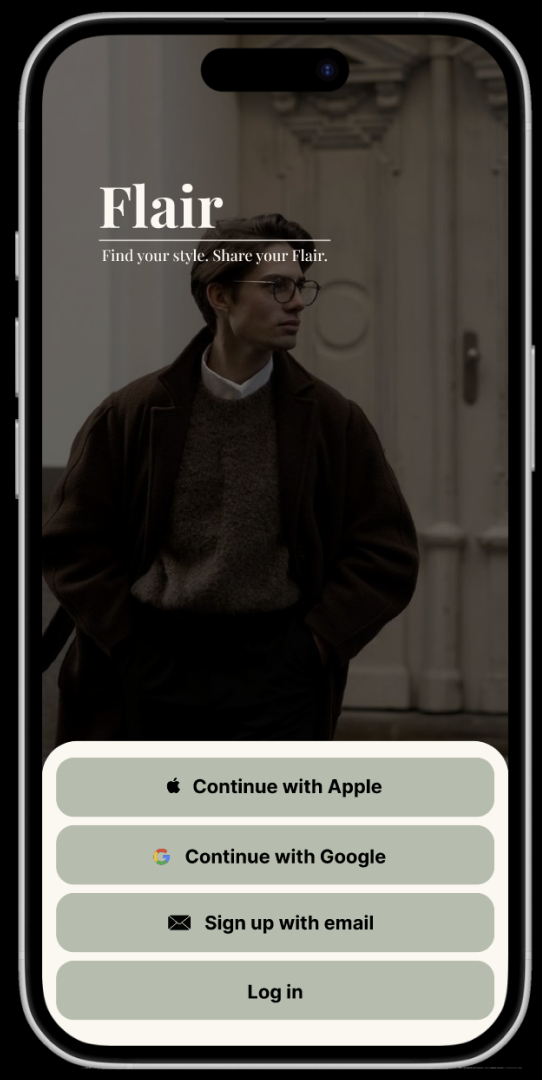 Flair
Find your style. Share your Flair.
Continue with Apple
Continue with Google
Sign up with email
Log in